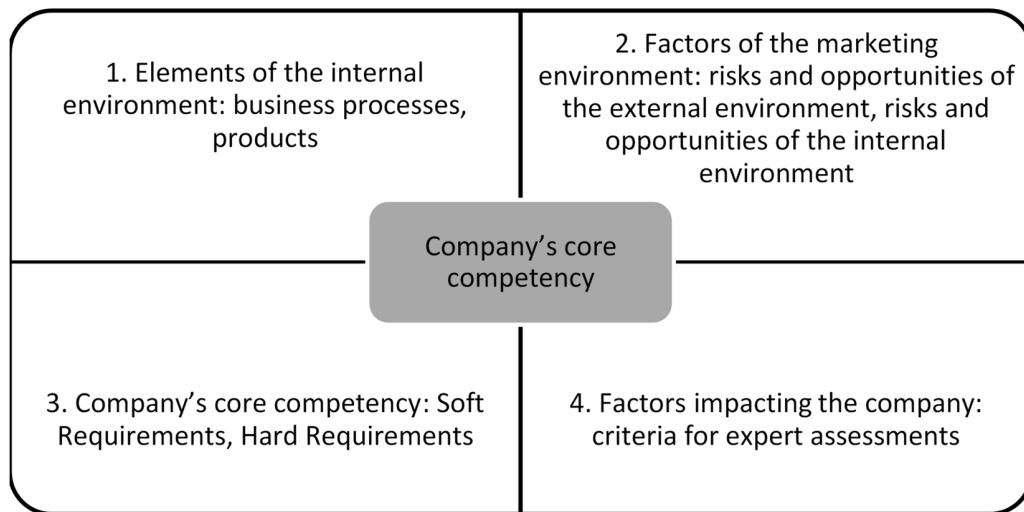 1. Elements of the internal
environment: business processes,
products
2. Factors of the marketing
environment: risks and opportunities of
the external environment, risks and
opportunities of the internal
environment
Company’s core
competency
3. Company’s core competency: Soft
Requirements, Hard Requirements
4. Factors impacting the company:
criteria for expert assessments